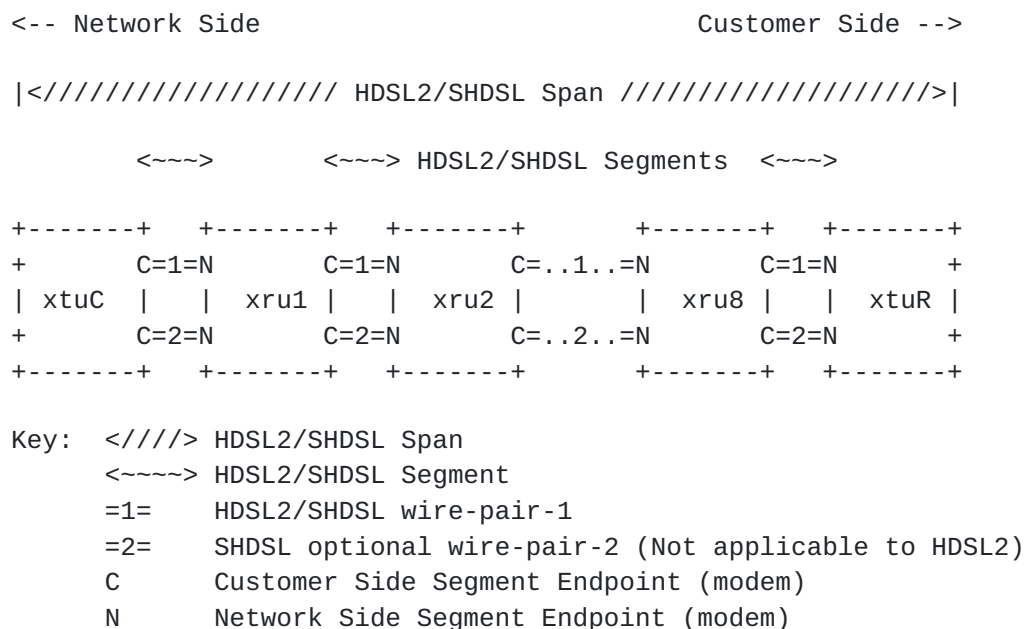 <-- Network Side                            Customer Side -->
|</////////////////// HDSL2/SHDSL Span ////////////////////>|
        <~~~>       <~~~> HDSL2/SHDSL Segments  <~~~>
+-------+   +-------+   +-------+       +-------+   +-------+
+       C=1=N       C=1=N       C=..1..=N       C=1=N       +
| xtuC  |   |  xru1 |   |  xru2 |       |  xru8 |   |  xtuR |
+       C=2=N       C=2=N       C=..2..=N       C=2=N       +
+-------+   +-------+   +-------+       +-------+   +-------+
Key:  <////> HDSL2/SHDSL Span
      <~~~~> HDSL2/SHDSL Segment
      =1=    HDSL2/SHDSL wire-pair-1
      =2=    SHDSL optional wire-pair-2 (Not applicable to HDSL2)
      C      Customer Side Segment Endpoint (modem)
      N      Network Side Segment Endpoint (modem)